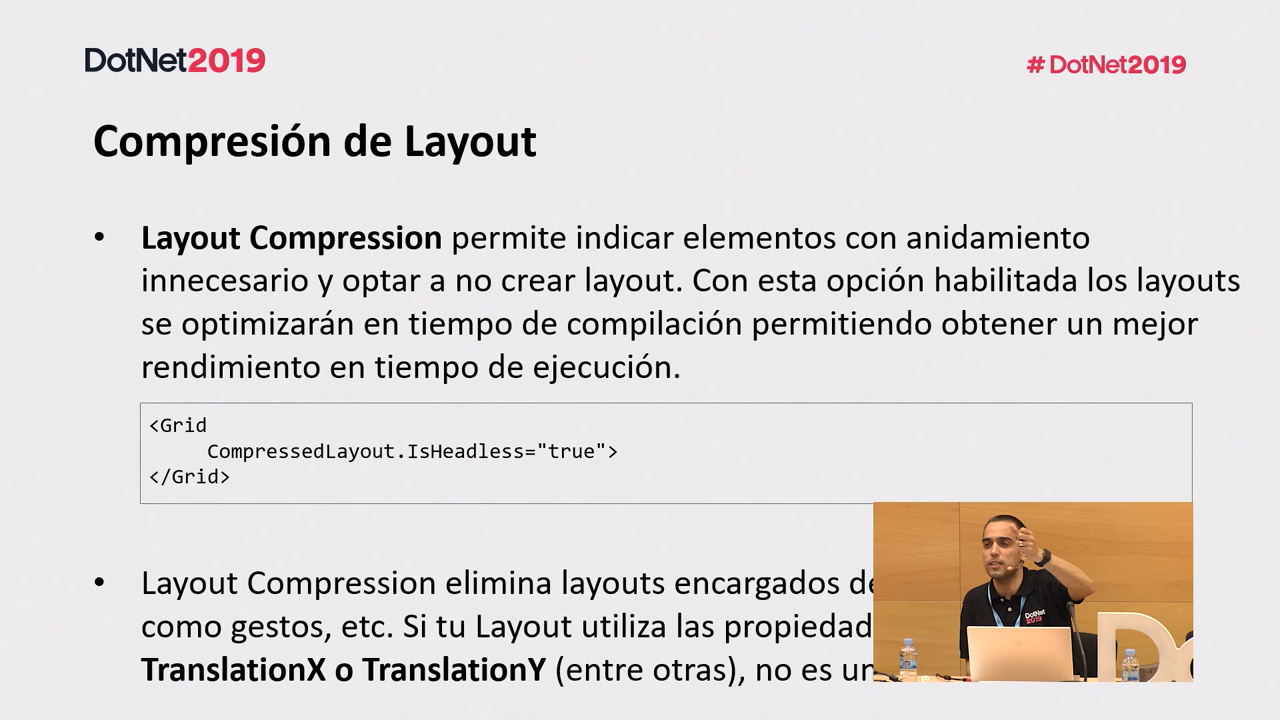 DotNet2019
# DotNet2019
Compresión de Layout
• Layout Compression permite indicar elementos con anidamiento
innecesario y optar a no crear layout. Con esta opción habilitada los layouts
se optimizarán en tiempo de compilación permitiendo obtener un mejor
rendimiento en tiempo de ejecución.
<Grid
CompressedLayout.IsHeadless="true">
</Grid>
• Layout Compression elimina layouts encargados de
como gestos, etc. Si tu Layout utiliza las propiedad
TranslationX o TranslationY (entre otras), no es un
DotNet
2019